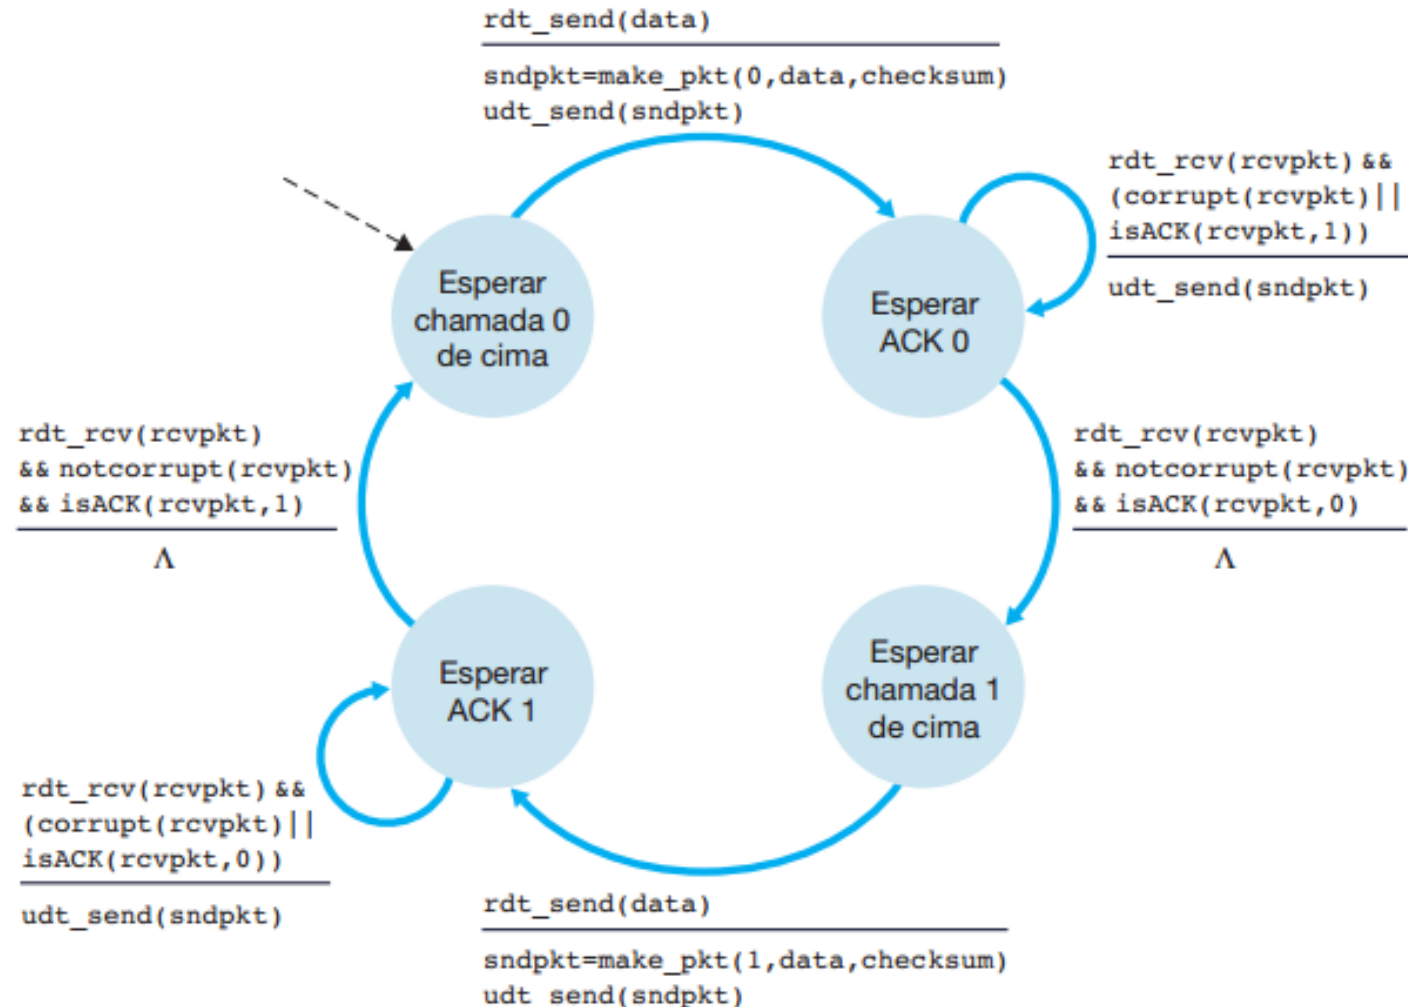 rdt_send(data)
sndpkt=make_pkt(0,data,checksum)
udt_send(sndpkt)
rdt_rcv(rcvpkt) &&
(corrupt(rcvpkt)||
isACK(rcvpkt,1))
udt_send(sndpkt)
Esperar
chamada 0
de cima
Esperar
ACK 0
rdt_rcv(rcvpkt)
&& notcorrupt(rcvpkt)
&& isACK(rcvpkt,1)
Λ
rdt_rcv(rcvpkt)
&& notcorrupt(rcvpkt)
&& isACK(rcvpkt,0)
Λ
Esperar
ACK 1
Esperar
chamada 1
de cima
rdt_rcv(rcvpkt) &&
(corrupt(rcvpkt)||
isACK(rcvpkt,0))
udt_send(sndpkt)
rdt_send(data)
sndpkt=make_pkt(1,data,checksum)
udt_send(sndpkt)